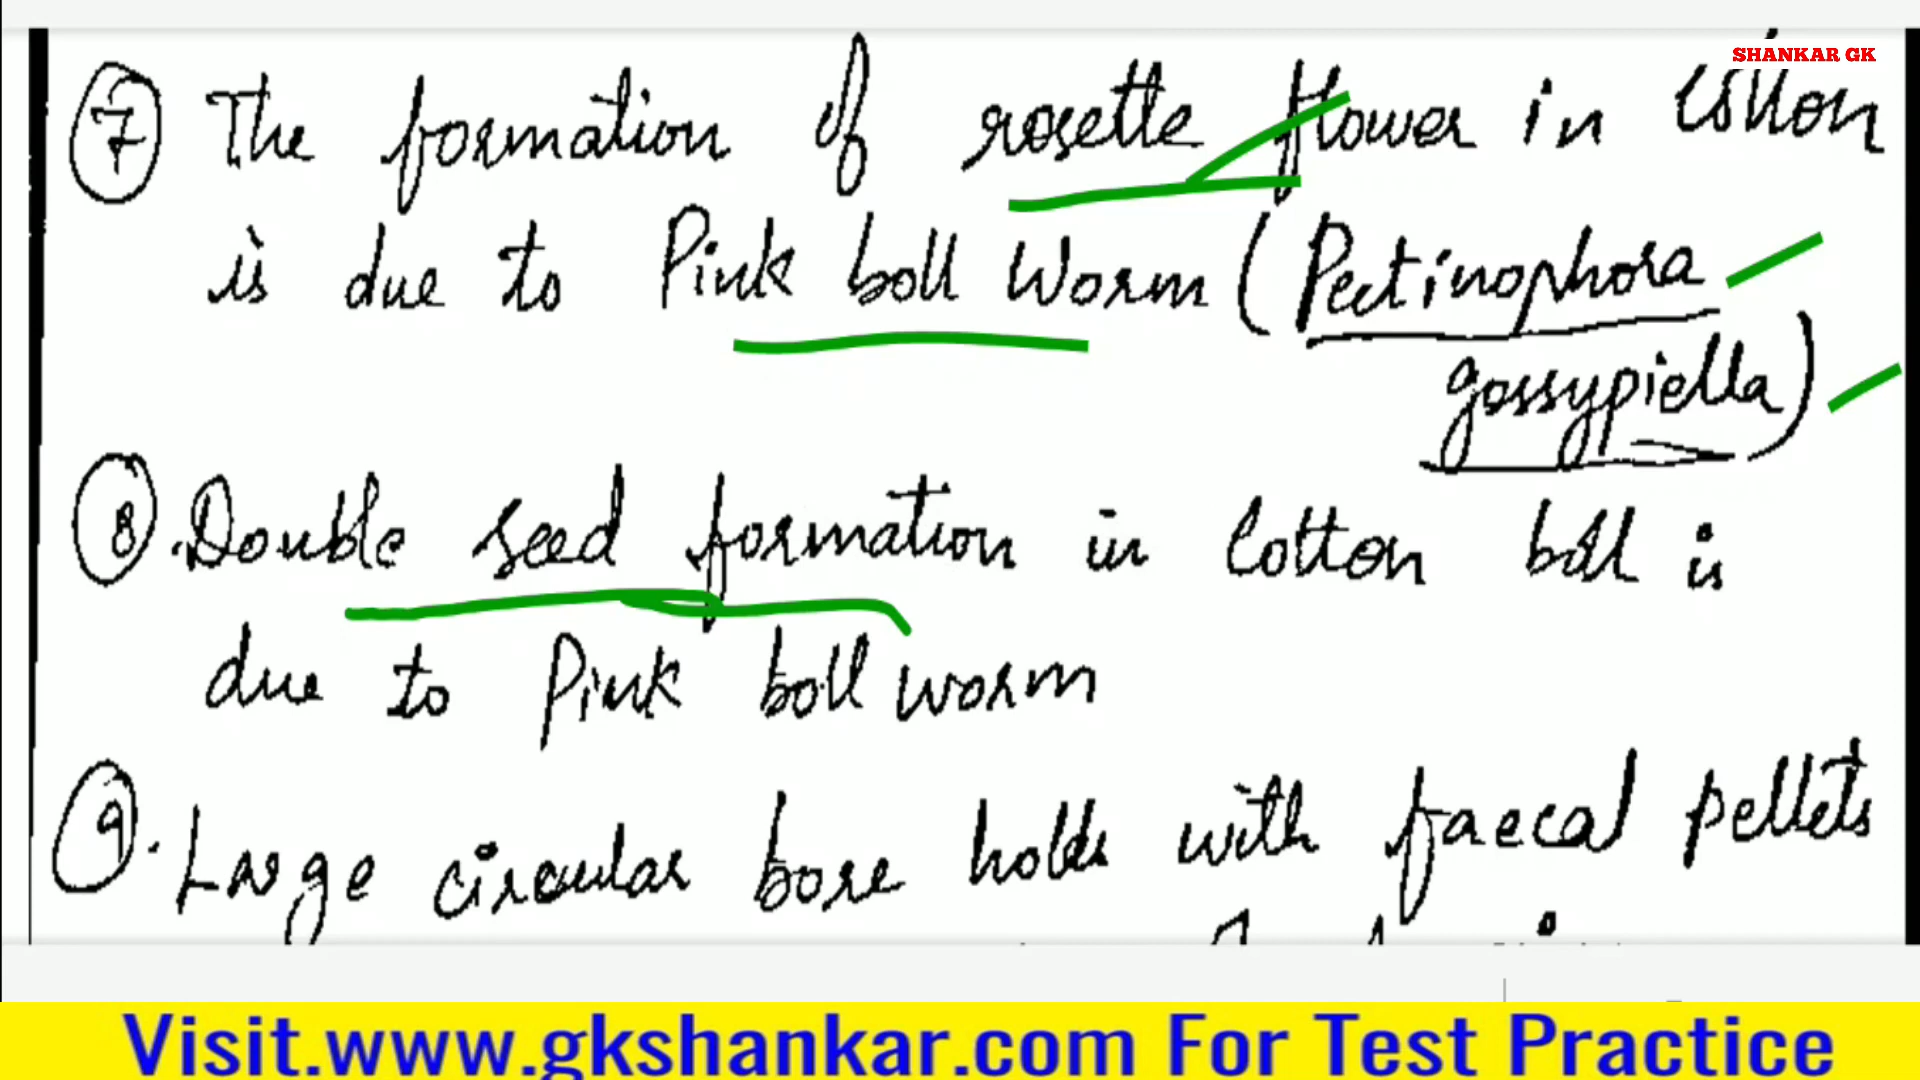 SHANKAR GK
7 The formation of rosette flower in Cotton
is due to Pink boll Worm (Pectinophora
gossypiella)
8. Double seed formation in Cotton boll is
due to Pink boll worm
9. Large circular bore holes with faecal pellets
Visit.www.gkshankar.com For Test Practice